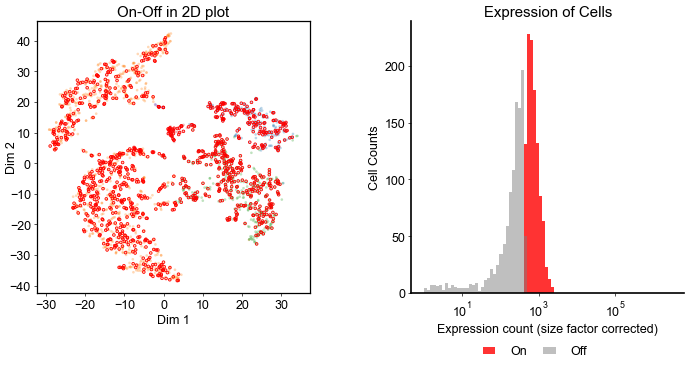 On-Off in 2D plot
40
30
20
10
0
−10
−20
−30
−40
Dim 2
−30 −20 −10 0 10 20 30
Dim 1
Expression of Cells
200
150
100
50
0
Cell Counts
10^1 10^3 10^5
Expression count (size factor corrected)
On Off